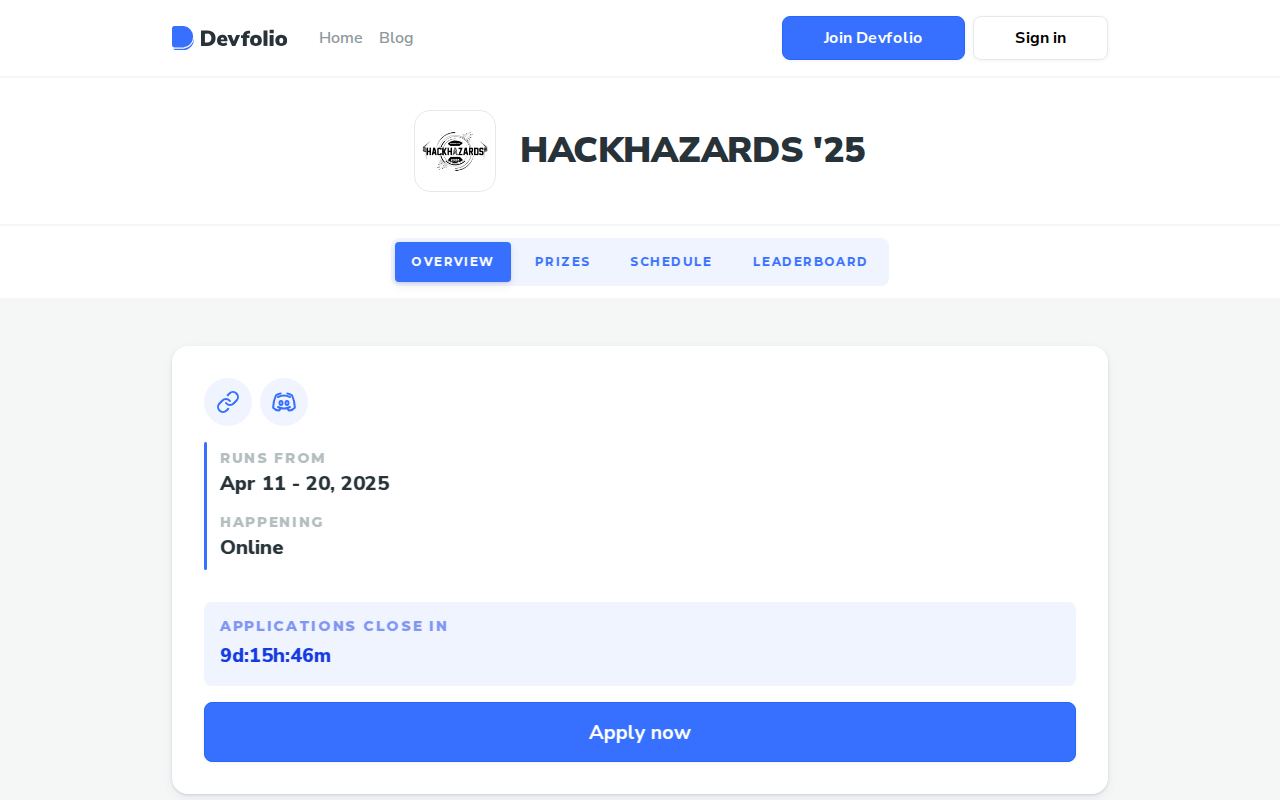 Devfolio
Home
Blog
Join Devfolio
Sign in
HACKHAZARDS
HACKHAZARDS '25
OVERVIEW
PRIZES
SCHEDULE
LEADERBOARD
RUNS FROM
Apr 11 - 20, 2025
HAPPENING
Online
APPLICATIONS CLOSE IN
9d:15h:46m
Apply now